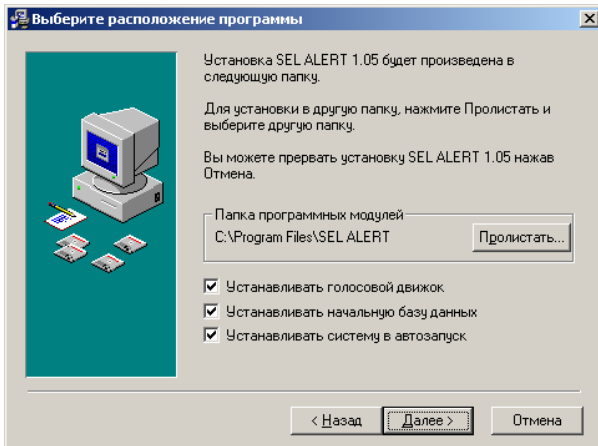 Выберите расположение программы
Установка SEL ALERT 1.05 будет произведена в
следующую папку.
Для установки в другую папку, нажмите Пролистать и
выберите другую папку.
Вы можете прервать установку SEL ALERT 1.05 нажав
Отмена.
Папка программных модулей
C:\Program Files\SEL ALERT
Пролистать...
Устанавливать голосовой движок
Устанавливать начальную базу данных
Устанавливать систему в автозапуск
< Назад
Далее >
Отмена